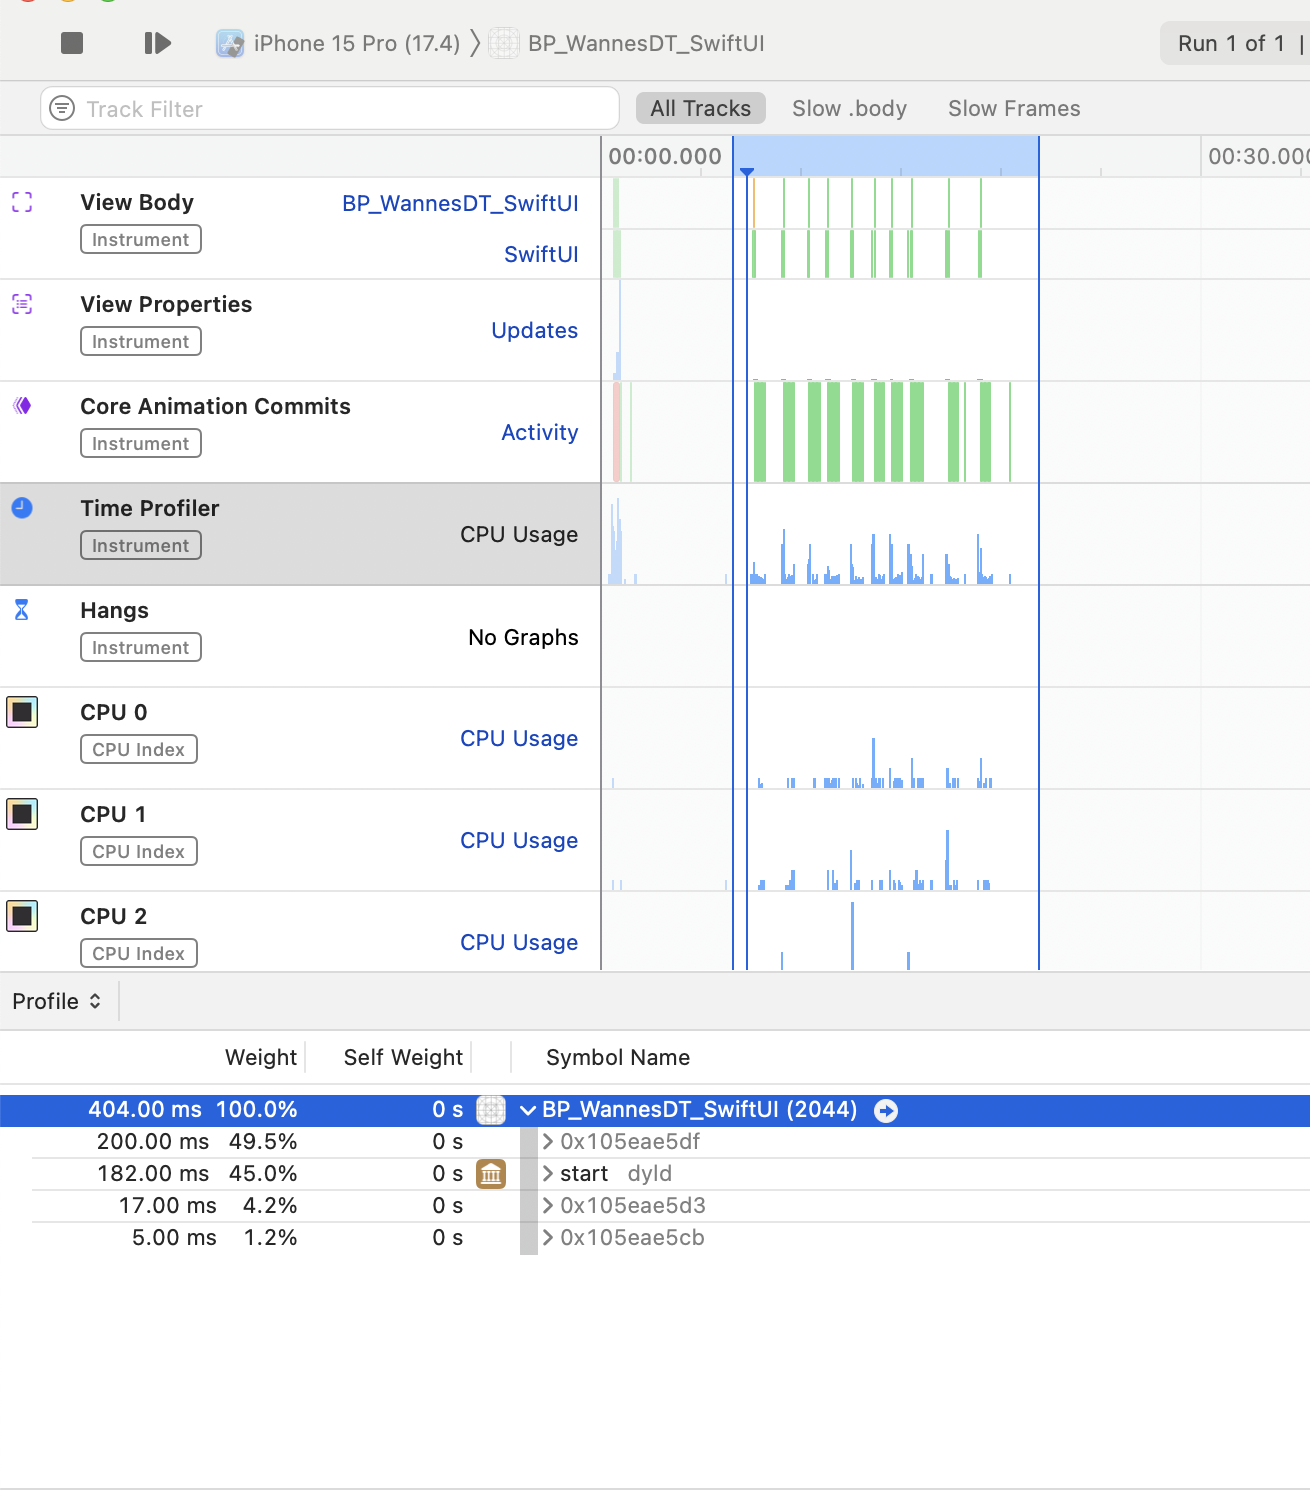 iPhone 15 Pro (17.4) BP_WannesDT_SwiftUI Run 1 of 1 |
Track Filter All Tracks Slow .body Slow Frames
00:00.000 00:30.000
View Body BP_WannesDT_SwiftUI
Instrument
SwiftUI
View Properties
Updates
Instrument
Core Animation Commits
Activity
Instrument
Time Profiler
CPU Usage
Instrument
Hangs
No Graphs
Instrument
CPU 0
CPU Usage
CPU Index
CPU 1
CPU Usage
CPU Index
CPU 2
CPU Usage
CPU Index
Profile
Weight Self Weight Symbol Name
404.00 ms 100.0% 0 s BP_WannesDT_SwiftUI (2044)
200.00 ms 49.5% 0 s 0x105eae5df
182.00 ms 45.0% 0 s start dyld
17.00 ms 4.2% 0 s 0x105eae5d3
5.00 ms 1.2% 0 s 0x105eae5cb